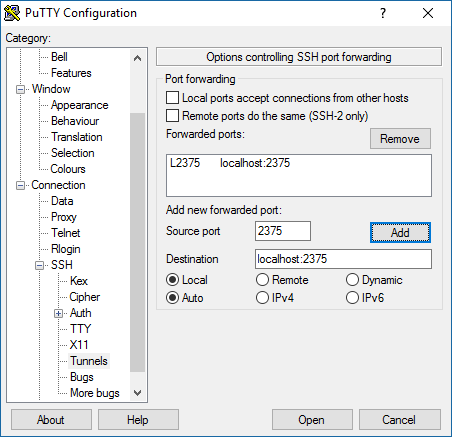 PuTTY Configuration
?
Category:
Bell
Features
Window
Appearance
Behaviour
Translation
Selection
Colours
Connection
Data
Proxy
Telnet
Rlogin
SSH
Kex
Cipher
Auth
TTY
X11
Tunnels
Bugs
More bugs
Options controlling SSH port forwarding
Port forwarding
Local ports accept connections from other hosts
Remote ports do the same (SSH-2 only)
Forwarded ports:
Remove
L2375 localhost:2375
Add new forwarded port:
Source port 2375 Add
Destination localhost:2375
Local Remote Dynamic
Auto IPv4 IPv6
About Help Open Cancel